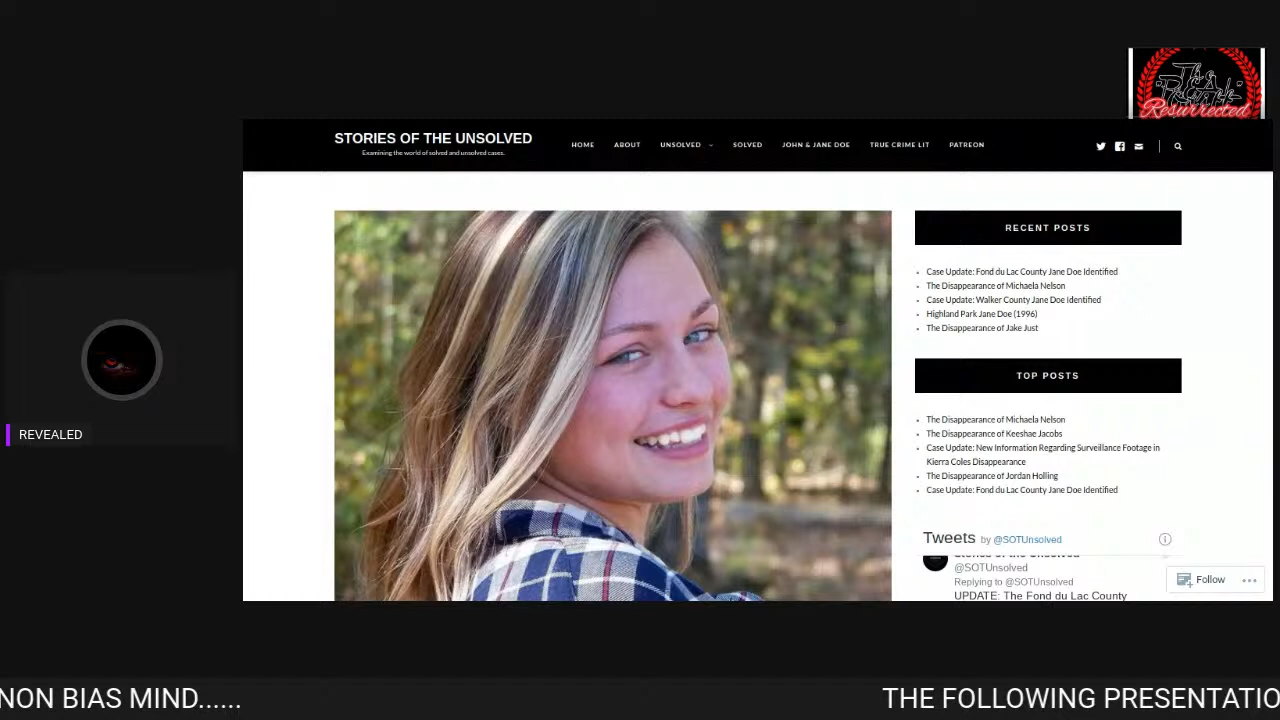 Resurrected
STORIES OF THE UNSOLVED
Examining the world of solved and unsolved cases.
HOME ABOUT UNSOLVED SOLVED JOHN & JANE DOE TRUE CRIME LIT PATREON
RECENT POSTS
Case Update: Fond du Lac County Jane Doe Identified
The Disappearance of Michaela Nelson
Case Update: Walker County Jane Doe Identified
Highland Park Jane Doe (1996)
The Disappearance of Jake Just
TOP POSTS
The Disappearance of Michaela Nelson
The Disappearance of Keeshae Jacobs
Case Update: New Information Regarding Surveillance Footage in
Kierra Coles Disappearance
The Disappearance of Jordan Holling
Case Update: Fond du Lac County Jane Doe Identified
Tweets by @SOTUnsolved
Stories of the Unsolved
@SOTUnsolved
Replying to @SOTUnsolved
UPDATE: The Fond du Lac County
Follow
REVEALED
NON BIAS MIND......
THE FOLLOWING PRESENTATIO